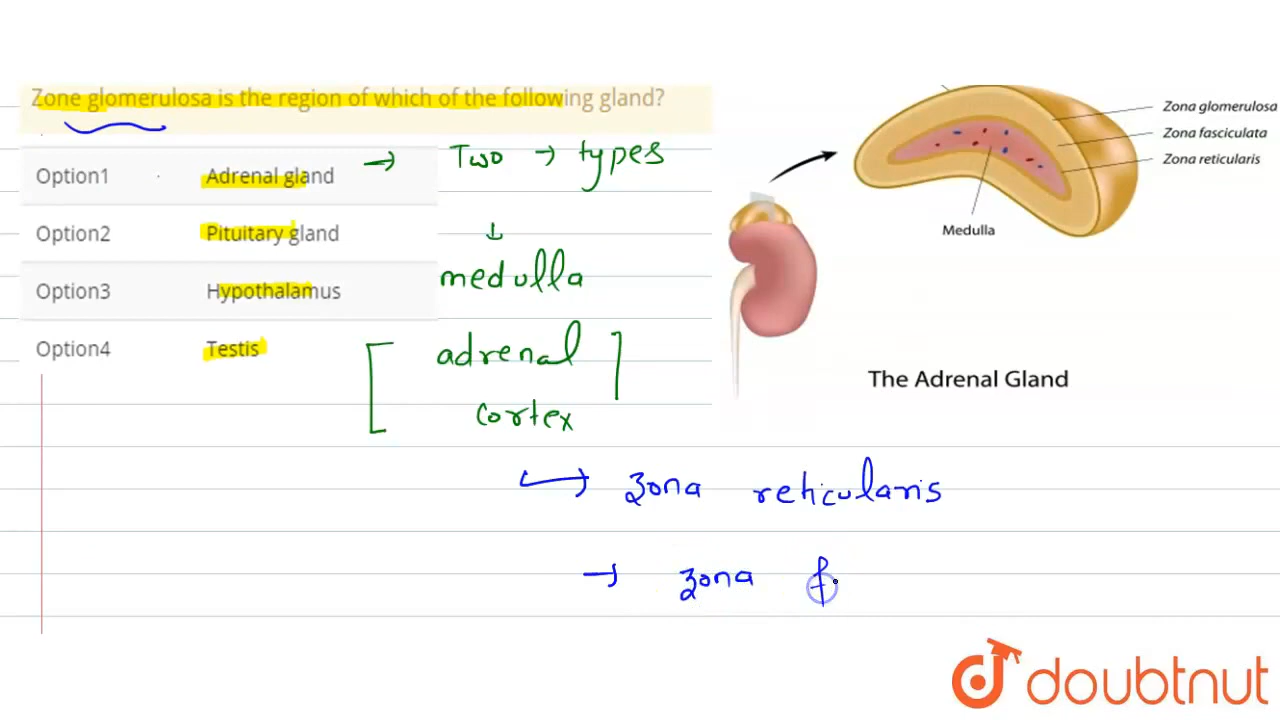 Zone glomerulosa is the region of which of the following gland?
Option1 Adrenal gland
Option2 Pituitary gland
Option3 Hypothalamus
Option4 Testis
→ Two → types
↓
medulla
[ adrenal ]
cortex
→ zona reticularis
→ zona f
Zona glomerulosa
Zona fasciculata
Zona reticularis
Medulla
The Adrenal Gland
doubtnut